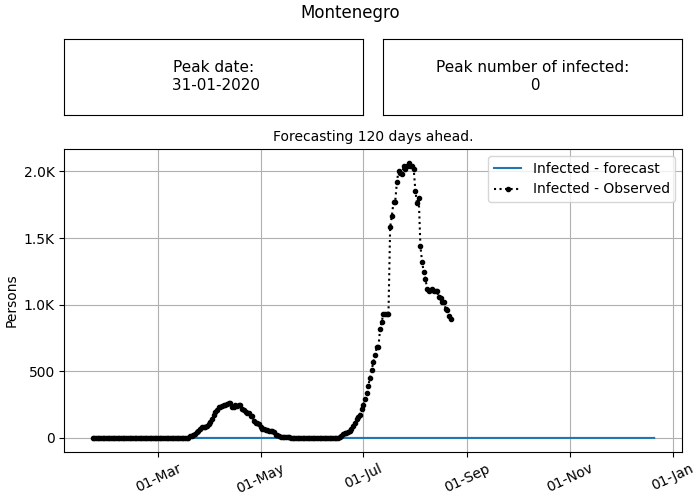 Montenegro
Peak date:
31-01-2020
Peak number of infected:
0
Forecasting 120 days ahead.
Infected - forecast
Infected - Observed
2.0K
1.5K
1.0K
500
0
Persons
01-Mar
01-May
01-Jul
01-Sep
01-Nov
01-Jan